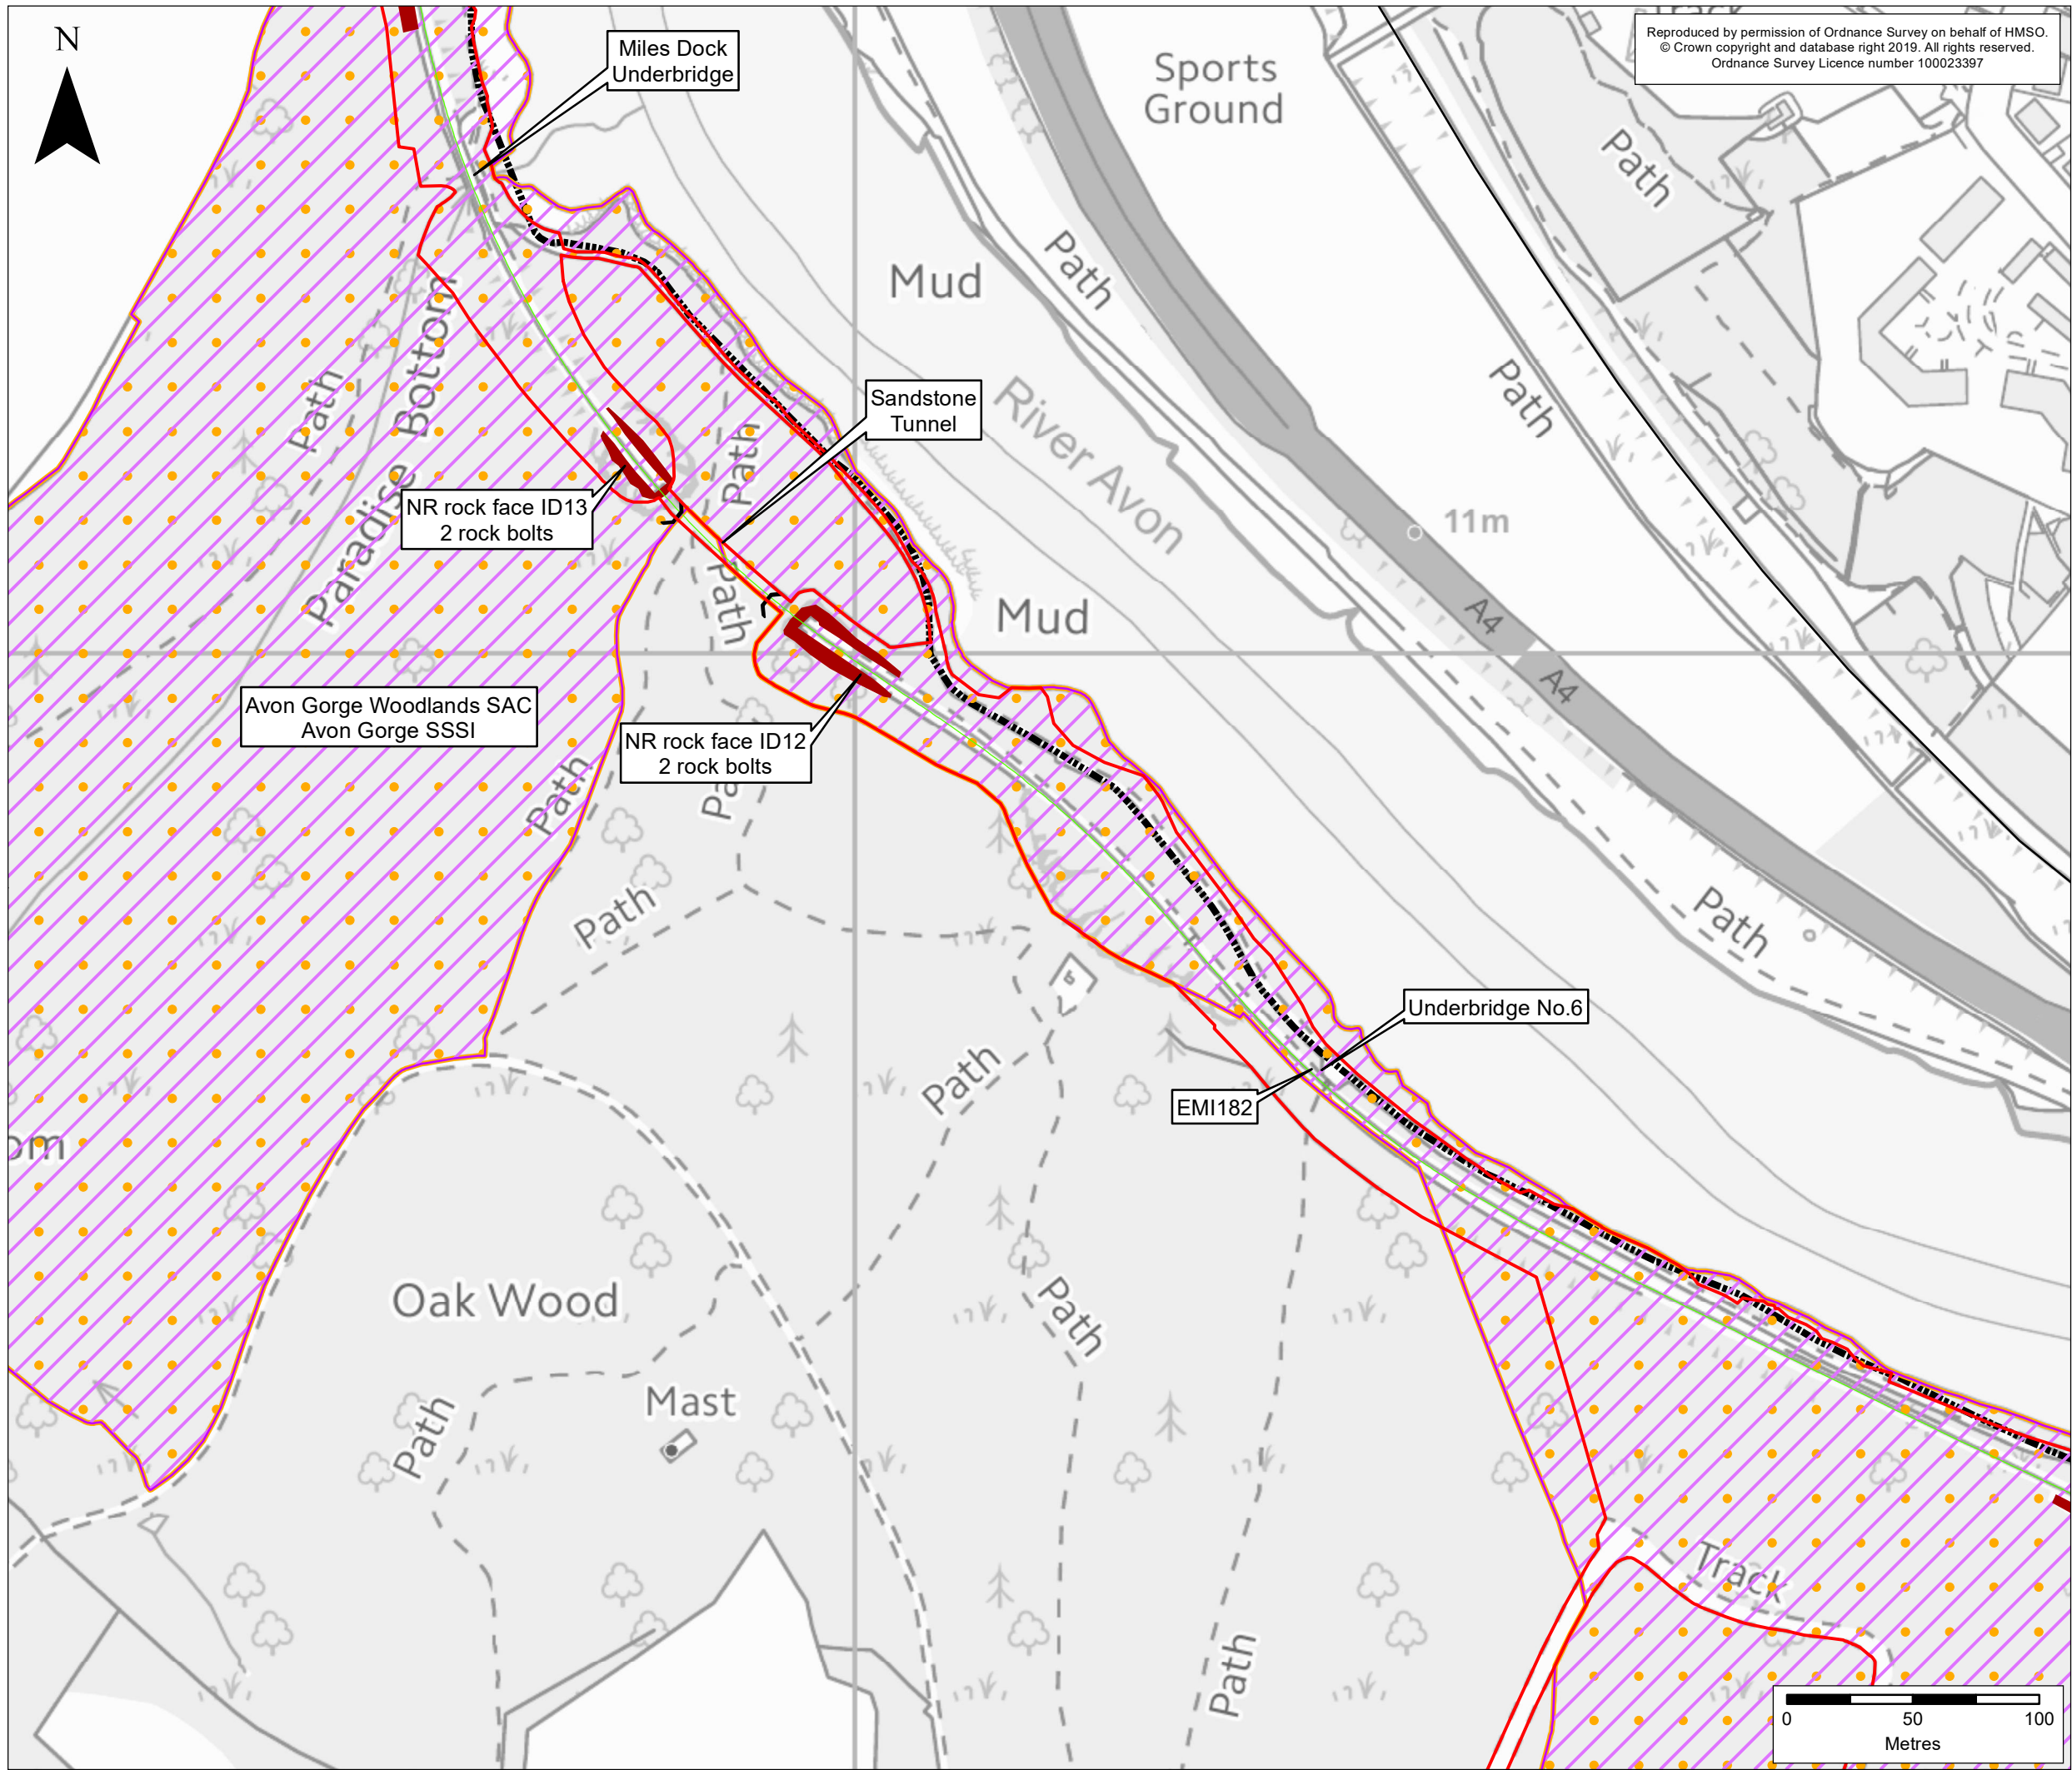 N
Miles Dock
Underbridge
Sports
Ground
Reproduced by permission of Ordnance Survey on behalf of HMSO.
© Crown copyright and database right 2019. All rights reserved.
Ordnance Survey Licence number 100023397
Path
Path
Mud
Path
Path
Paradise Bottom
Path
Sandstone
Tunnel
River Avon
NR rock face ID13
2 rock bolts
11m
Path
Mud
A4
A4
Avon Gorge Woodlands SAC
Avon Gorge SSSI
NR rock face ID12
2 rock bolts
Path
Pa
Path
Path
Underbridge No.6
Path
EMI182
om
Oak Wood
Path
Mast
Path
Track
Path
0 50 100
Metres